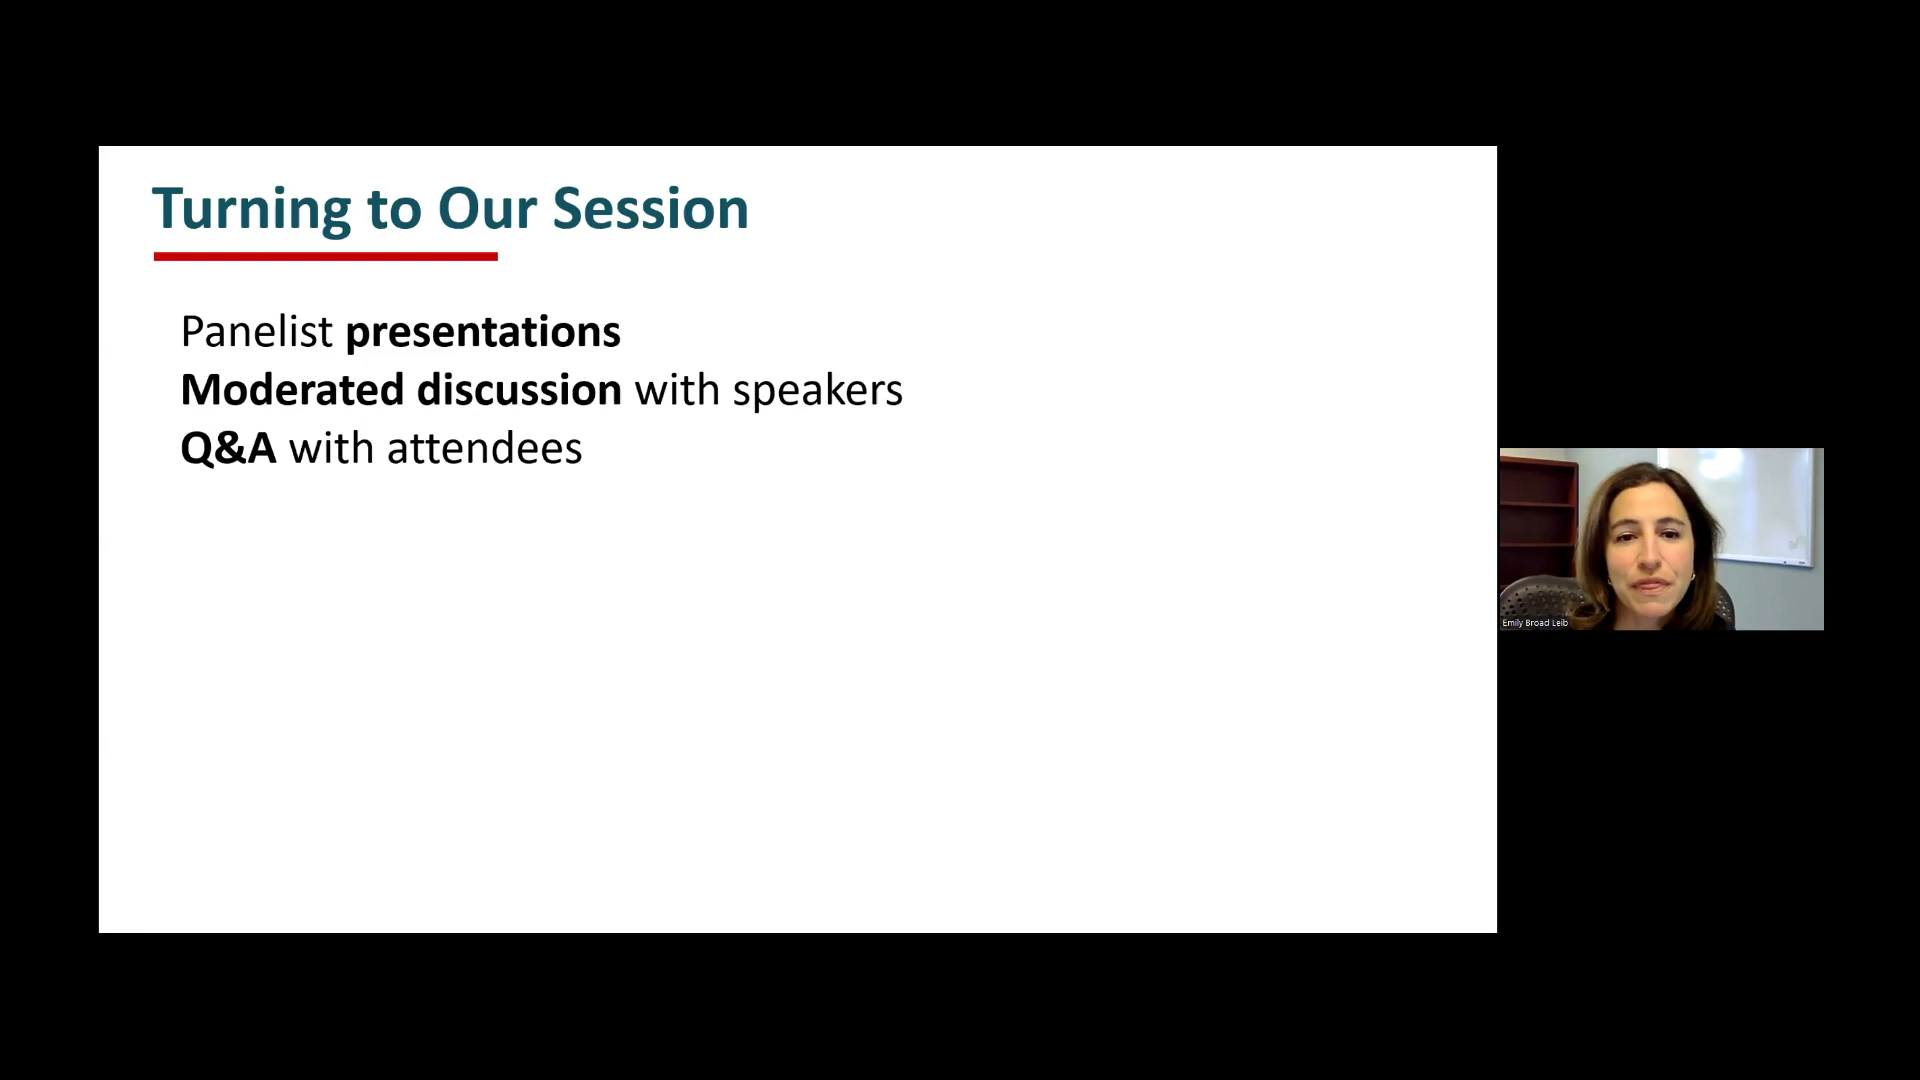 Turning to Our Session
Panelist presentations
Moderated discussion with speakers
Q&A with attendees
Emily Broad Leib